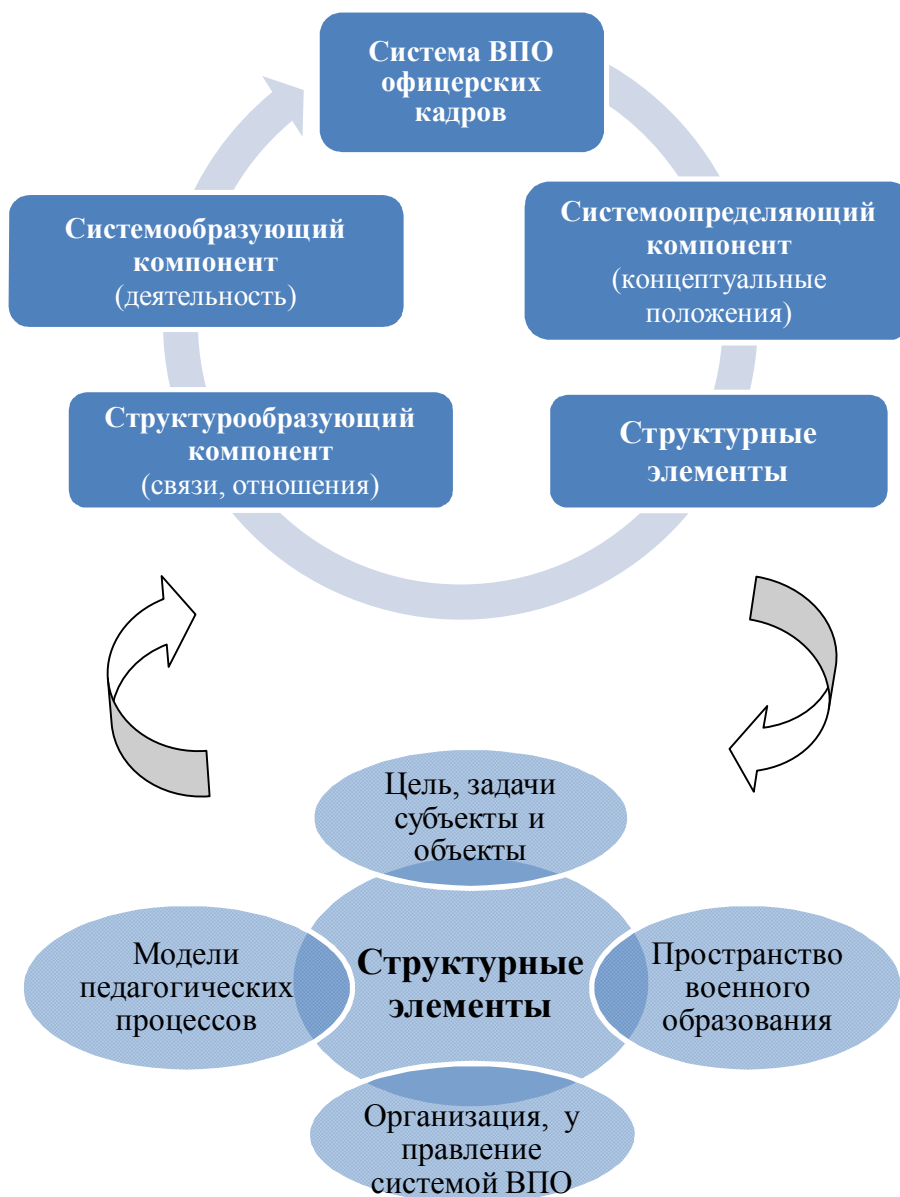 Система ВПО
офицерских
кадров
Системообразующий
компонент
(деятельность)
Системоопределяющий
компонент
(концептуальные
положения)
Структурообразующий
компонент
(связи, отношения)
Структурные
элементы
Цель, задачи
субъекты и
объекты
Модели
педагогических
процессов
Структурные
элементы
Пространство
военного
образования
Организация, у
правление
системой ВПО